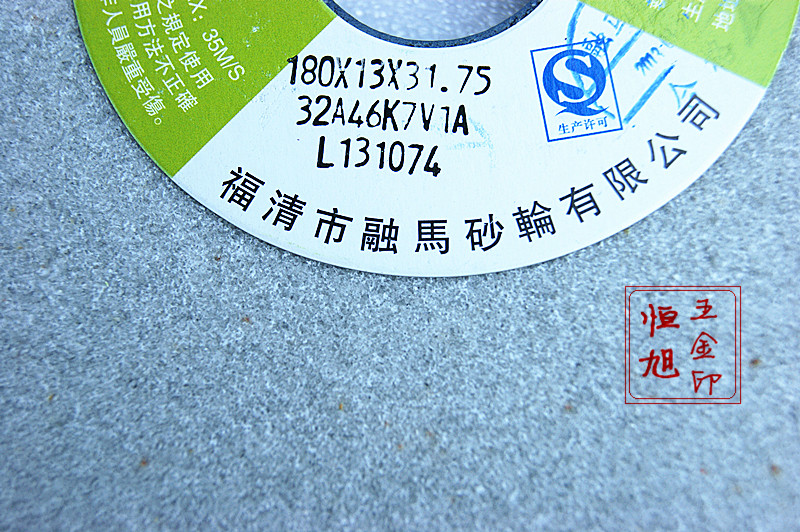 X: 35M/S
之規定使用
用方法不正確
作人員嚴重受傷。
180X13X31.75
32A46K7V1A
L131074
生产许可
福清市融馬砂輪有限公司
恒旭
五金印